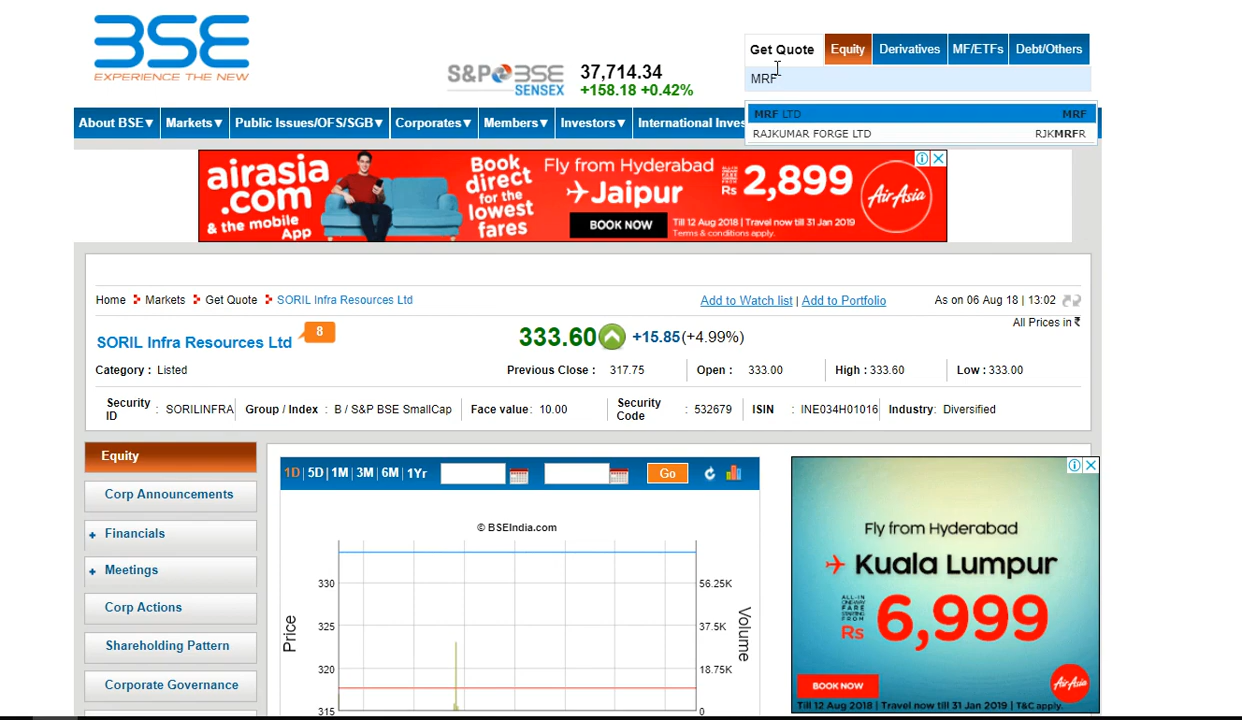 BSE
EXPERIENCE THE NEW
S&P BSE
SENSEX
37,714.34
+158.18 +0.42%
Get Quote
Equity
Derivatives
MF/ETFs
Debt/Others
MRF
MRF LTD MRF
RAJKUMAR FORGE LTD RJKMRFR
About BSE▾
Markets▾
Public Issues/OFS/SGB▾
Corporates▾
Members▾
Investors▾
International Inves
airasia
.com
& the mobile
App
Book
direct
for the
lowest
fares
Fly from Hyderabad
Jaipur
Rs 2,899
BOOK NOW
Till 12 Aug 2018 | Travel now till 31 Jan 2019
Terms & conditions apply.
AirAsia
Home Markets Get Quote SORIL Infra Resources Ltd
Add to Watch list | Add to Portfolio
As on 06 Aug 18 | 13:02
All Prices in ₹
SORIL Infra Resources Ltd
8
333.60
+15.85(+4.99%)
Category : Listed
Previous Close : 317.75
Open : 333.00
High : 333.60
Low : 333.00
Security ID : SORILINFRA
Group / Index : B / S&P BSE SmallCap
Face value: 10.00
Security Code : 532679
ISIN : INE034H01016
Industry: Diversified
Equity
Corp Announcements
+ Financials
+ Meetings
Corp Actions
Shareholding Pattern
Corporate Governance
1D | 5D | 1M | 3M | 6M | 1Yr
Go
© BSEIndia.com
330
325
320
315
Price
56.25K
37.5K
18.75K
0
Volume
Fly from Hyderabad
Kuala Lumpur
ALL-IN
ONE-WAY
FARE
STARTING
FROM
Rs 6,999
BOOK NOW
AirAsia
Till 12 Aug 2018 | Travel now till 31 Jan 2019 | T&C apply.